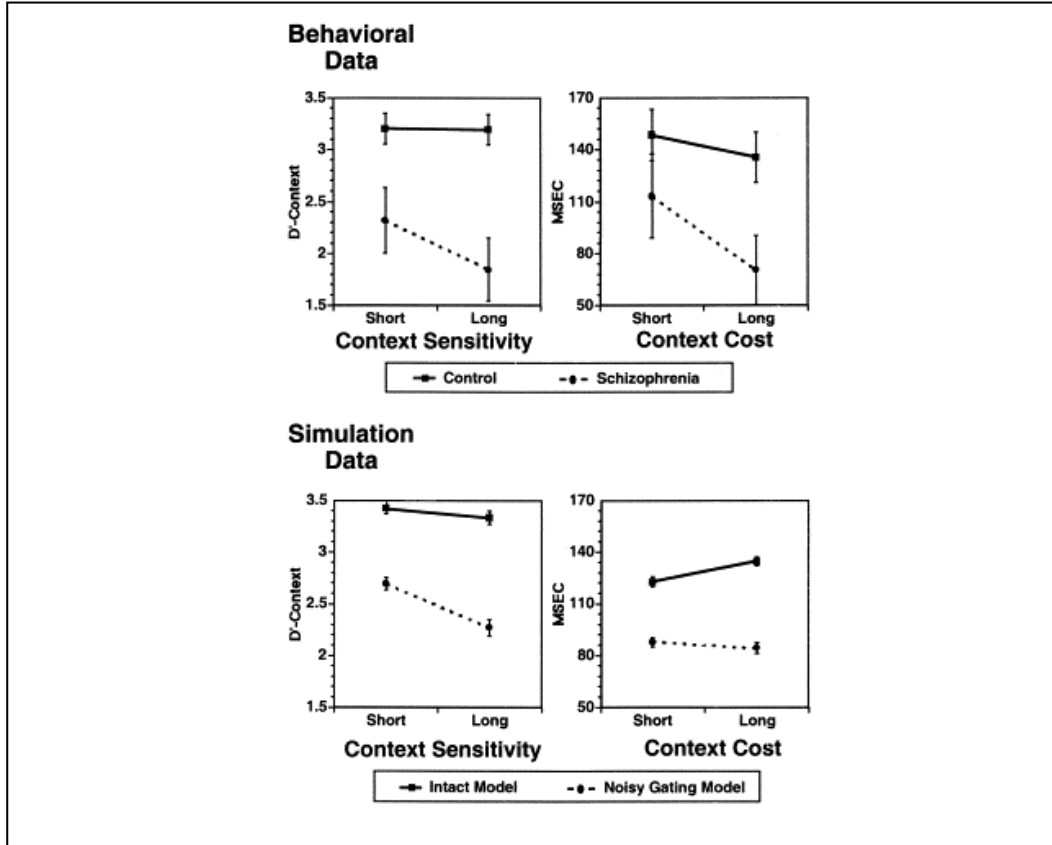 Behavioral
Data
3.5
3
2.5
2
1.5
D'-Context
Short Long
Context Sensitivity
170
140
110
80
50
MSEC
Short Long
Context Cost
Control Schizophrenia
Simulation
Data
3.5
3
2.5
2
1.5
D'-Context
Short Long
Context Sensitivity
170
140
110
80
50
MSEC
Short Long
Context Cost
Intact Model Noisy Gating Model